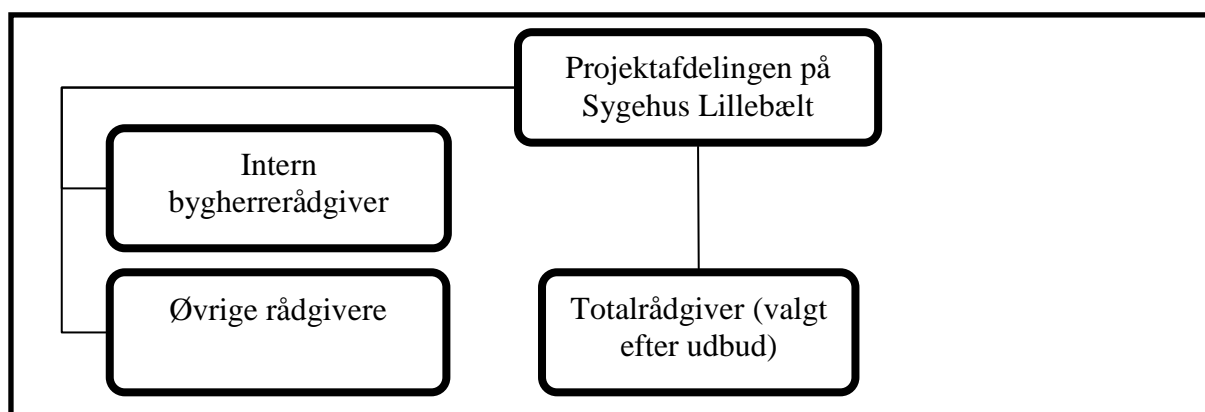 Projektafdelingen på
Sygehus Lillebælt
Intern
bygherrerådgiver
Øvrige rådgivere
Totalrådgiver (valgt
efter udbud)